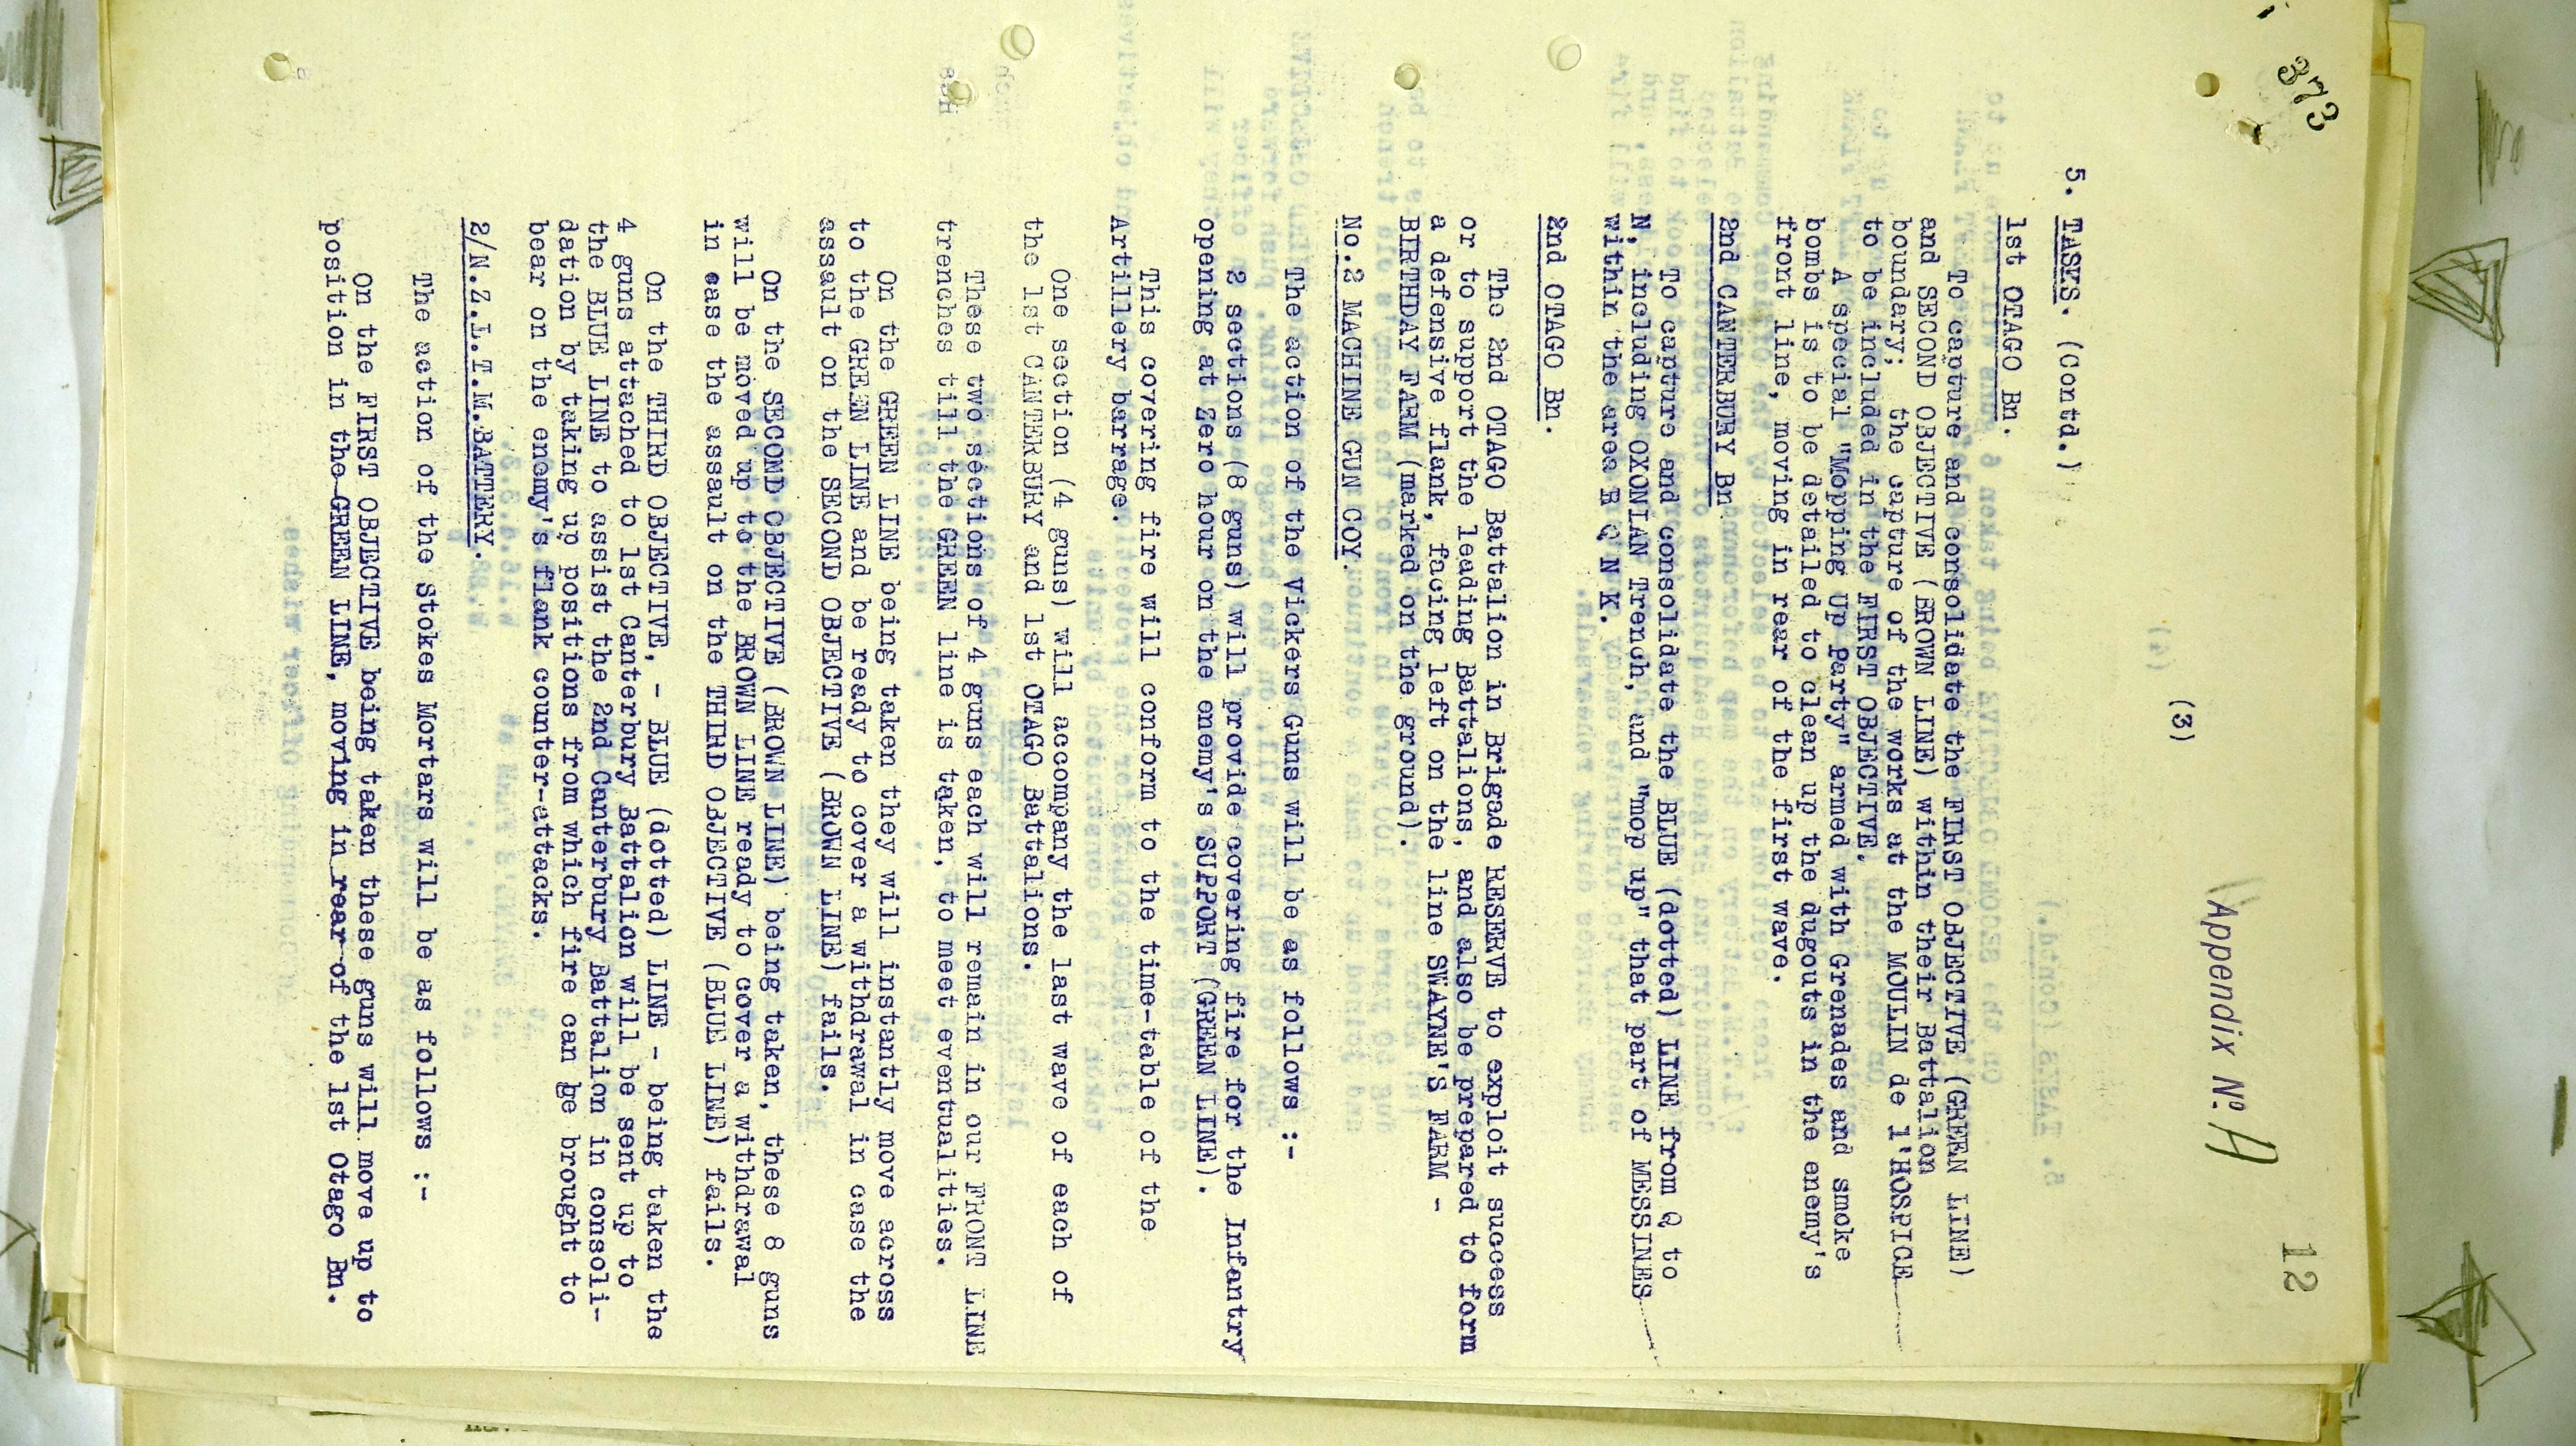 373
12
Appendix No. A
(3)
5. TASKS. (Contd.)
1st OTAGO Bn.
To capture and consolidate the FIRST OBJECTIVE (GREEN LINE)
and SECOND OBJECTIVE (BROWN LINE) within their Battalion
boundary; the capture of the works at the MOULIN de l'HOSPICE
to be included in the FIRST OBJECTIVE.
A special "Mopping Up Party" armed with Grenades and smoke
bombs is to be detailed to clean up the dugouts in the enemy's
front line, moving in rear of the first wave.
2nd CANTERBURY Bn.
To capture and consolidate the BLUE (dotted) LINE from Q to
N, including OXONIAN Trench, and "mop up" that part of MESSINES
within the area R Q N K.
2nd OTAGO Bn.
The 2nd OTAGO Battalion in Brigade RESERVE to exploit success
or to support the leading Battalions, and also be prepared to form
a defensive flank, facing left on the line SWAYNE'S FARM -
BIRTHDAY FARM (marked on the ground).
No.2 MACHINE GUN COY.
The action of the Vickers Guns will be as follows :-
2 sections (8 guns) will provide covering fire for the Infantry
opening at Zero hour on the enemy's SUPPORT (GREEN LINE).
This covering fire will conform to the time-table of the
Artillery barrage.
One section (4 guns) will accompany the last wave of each of
the 1st CANTERBURY and 1st OTAGO Battalions.
These two sections of 4 guns each will remain in our FRONT LINE
trenches till the GREEN line is taken, to meet eventualities.
On the GREEN LINE being taken they will instantly move across
to the GREEN LINE and be ready to cover a withdrawal in case the
assault on the SECOND OBJECTIVE (BROWN LINE) fails.
On the SECOND OBJECTIVE (BROWN LINE) being taken, these 8 guns
will be moved up to the BROWN LINE ready to cover a withdrawal
in case the assault on the THIRD OBJECTIVE (BLUE LINE) fails.
On the THIRD OBJECTIVE, - BLUE (dotted) LINE - being taken the
4 guns attached to 1st Canterbury Battalion will be sent up to
the BLUE LINE to assist the 2nd Canterbury Battalion in consoli-
dation by taking up positions from which fire can be brought to
bear on the enemy's flank counter-attacks.
2/N.Z.L.T.M.BATTERY.
The action of the Stokes Mortars will be as follows :-
On the FIRST OBJECTIVE being taken these guns will move up to
position in the GREEN LINE, moving in rear of the 1st Otago Bn.